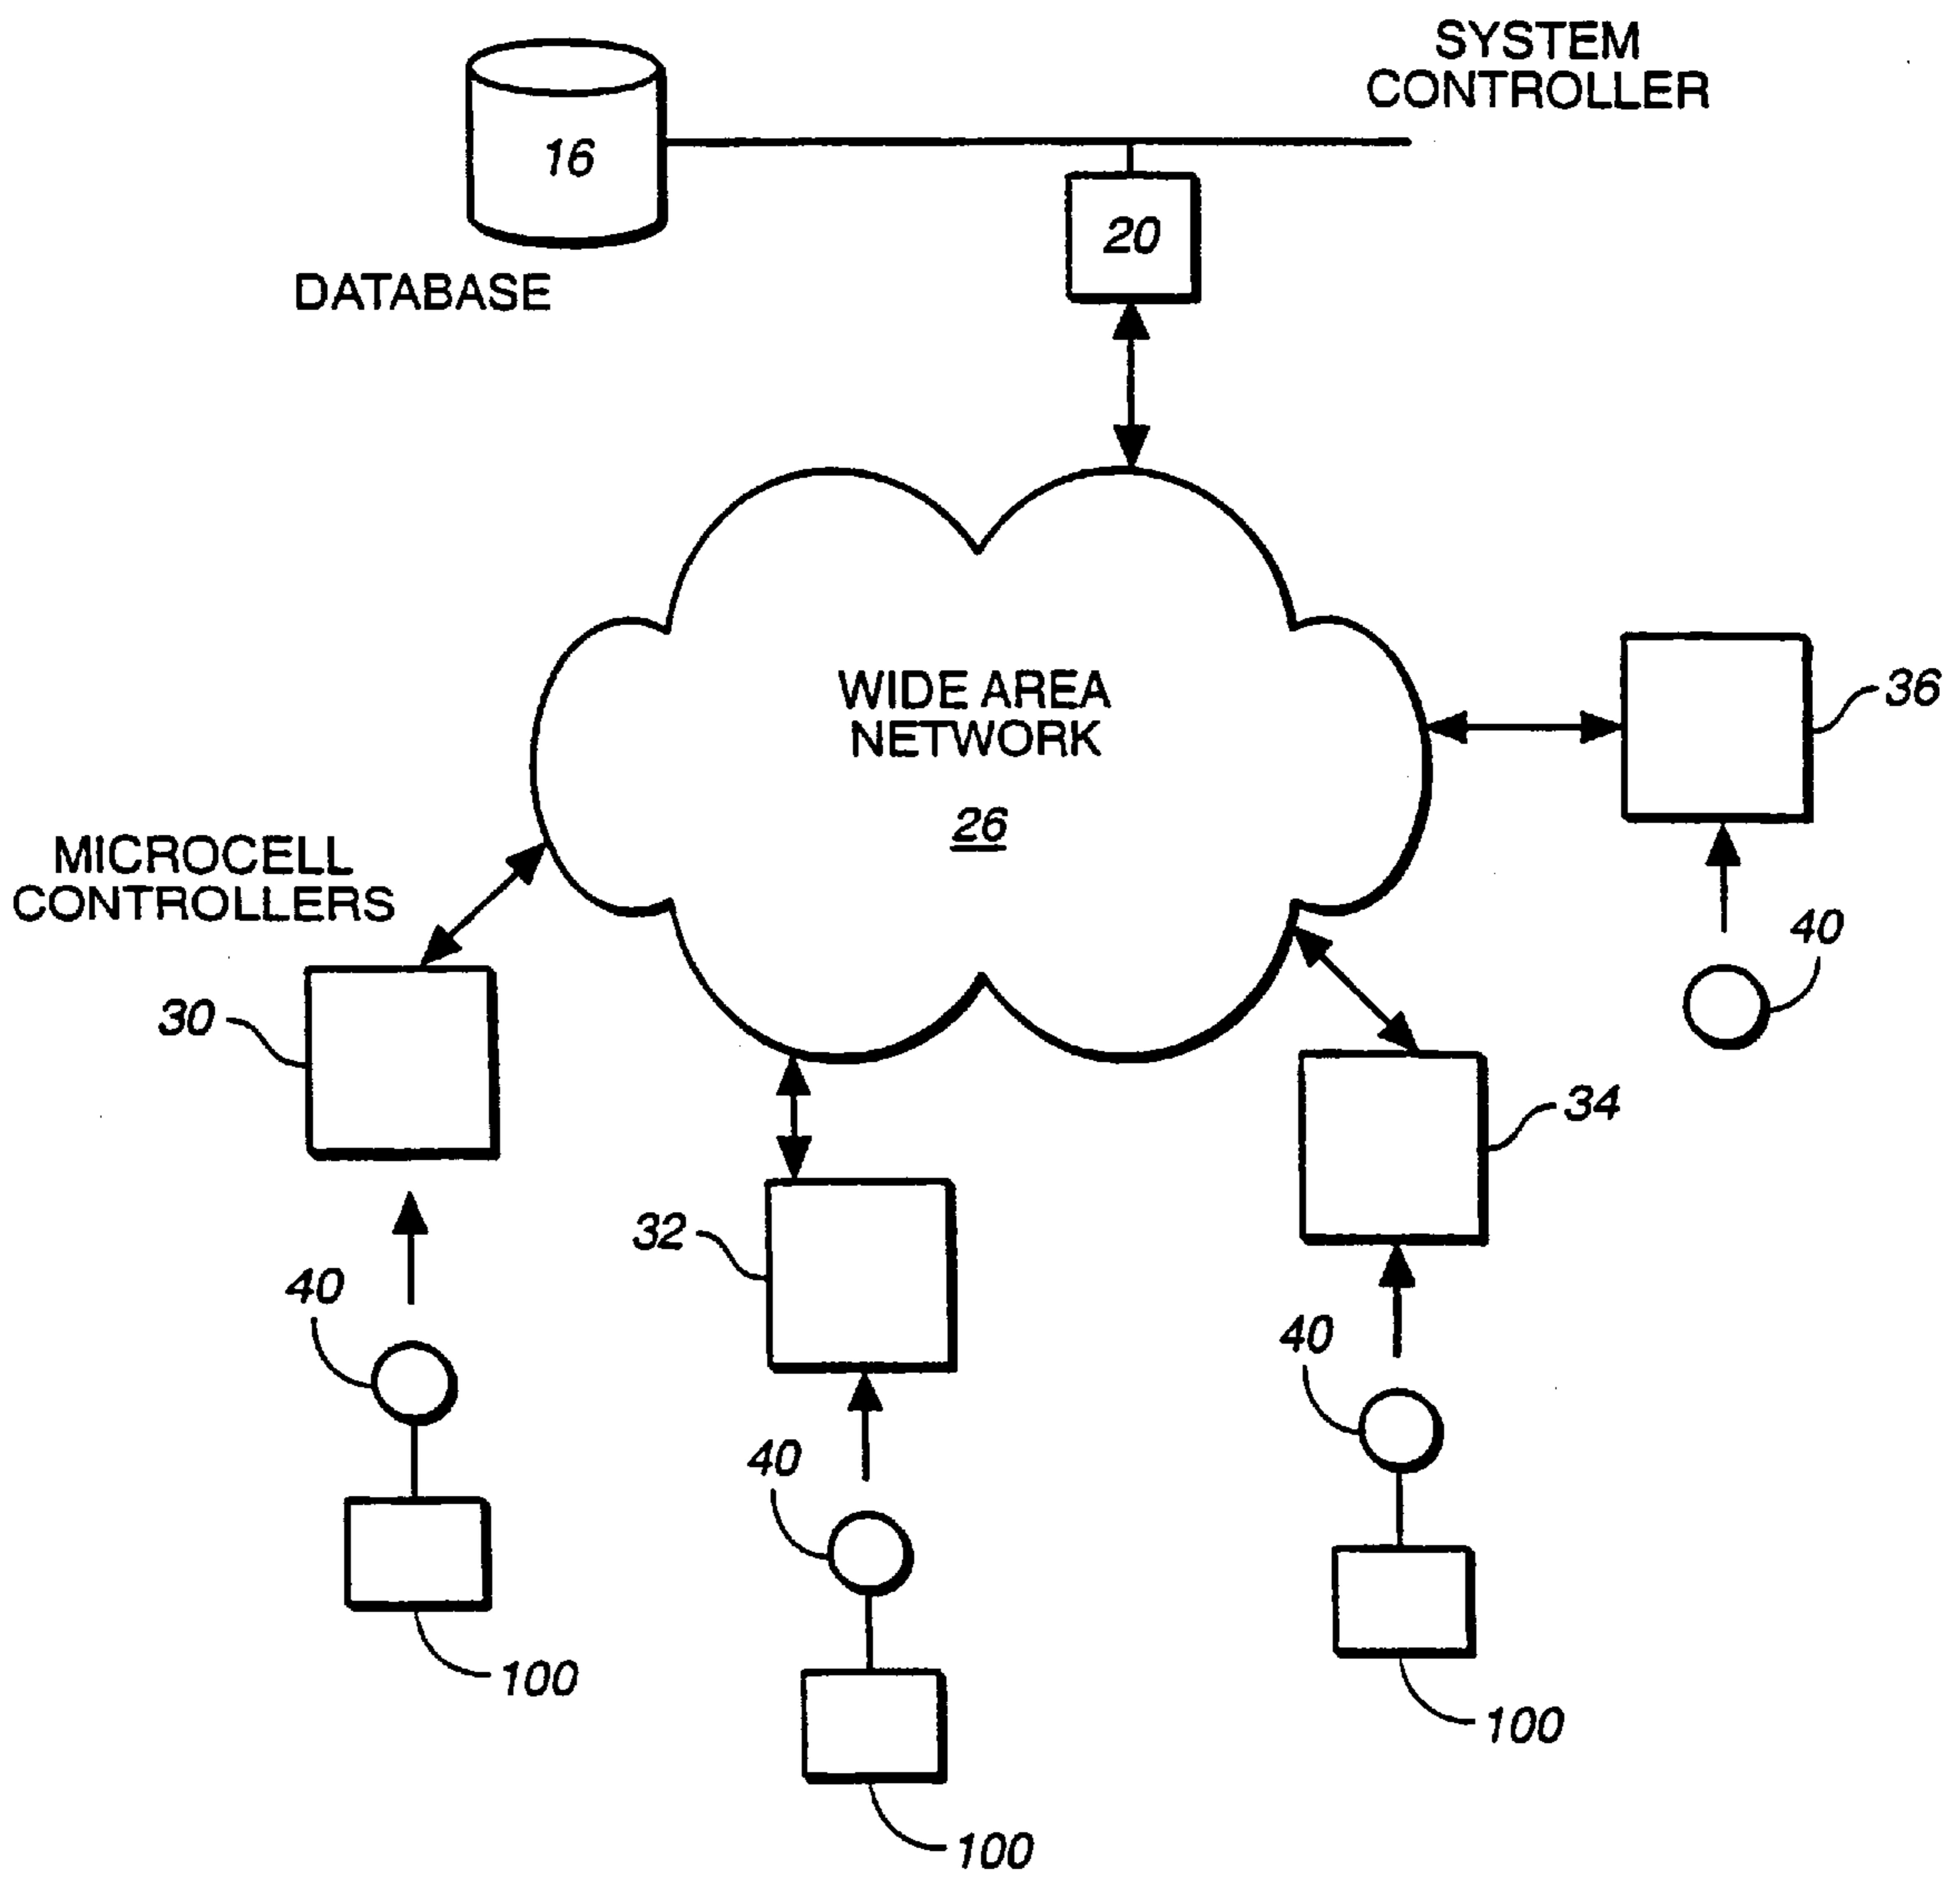 SYSTEM
CONTROLLER
16
20
DATABASE
WIDE AREA
NETWORK
26
36
MICROCELL
CONTROLLERS
40
30
34
32
40
40
40
100
100
100